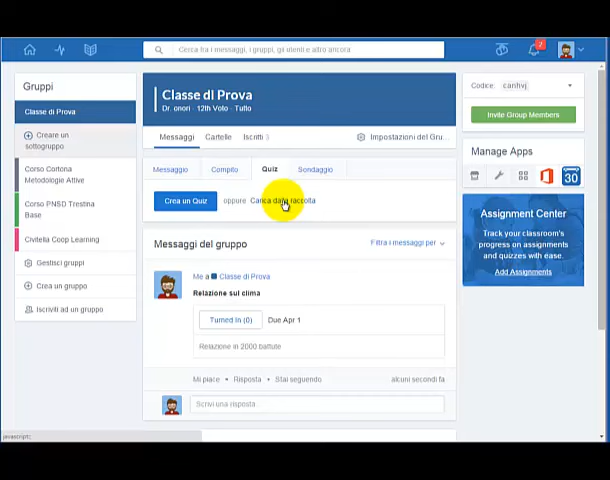 Cerca tra i messaggi, i gruppi, gli utenti e altro ancora
2
Gruppi
Classe di Prova
Creare un
sottogruppo
Corso Cortona
Metodologie Attive
Corso PNSD Trestina
Base
Civitella Coop Learning
Gestisci gruppi
Crea un gruppo
Iscriviti ad un gruppo
Classe di Prova
Dr. onori · 12th Voto · Tutto
Messaggi
Cartelle
Iscritti 3
Impostazioni del Gru...
Messaggio
Compito
Quiz
Sondaggio
Crea un Quiz
oppure
Carica dalla raccolta
Messaggi del gruppo
Filtra i messaggi per
Me a Classe di Prova
Relazione sul clima
Turned In (0)
Due Apr 1
Relazione in 2000 battute
Mi piace • Risposta • Stai seguendo
alcuni secondi fa
Scrivi una risposta...
Codice:
Invite Group Members
Manage Apps
30
Assignment Center
Track your classroom's
progress on assignments
and quizzes with ease.
Add Assignments